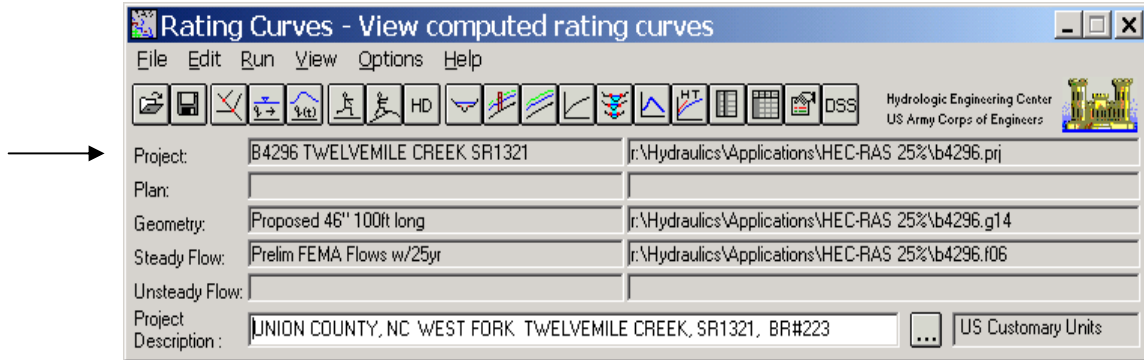 Rating Curves - View computed rating curves
File Edit Run View Options Help
HD HT DSS
Hydrologic Engineering Center
US Army Corps of Engineers
Project: B4296 TWELVEMILE CREEK SR1321 r:\Hydraulics\Applications\HEC-RAS 25%\b4296.prj
Plan:
Geometry: Proposed 46" 100ft long r:\Hydraulics\Applications\HEC-RAS 25%\b4296.g14
Steady Flow: Prelim FEMA Flows w/25yr r:\Hydraulics\Applications\HEC-RAS 25%\b4296.f06
Unsteady Flow:
Project
Description : UNION COUNTY, NC WEST FORK TWELVEMILE CREEK, SR1321, BR#223 ... US Customary Units